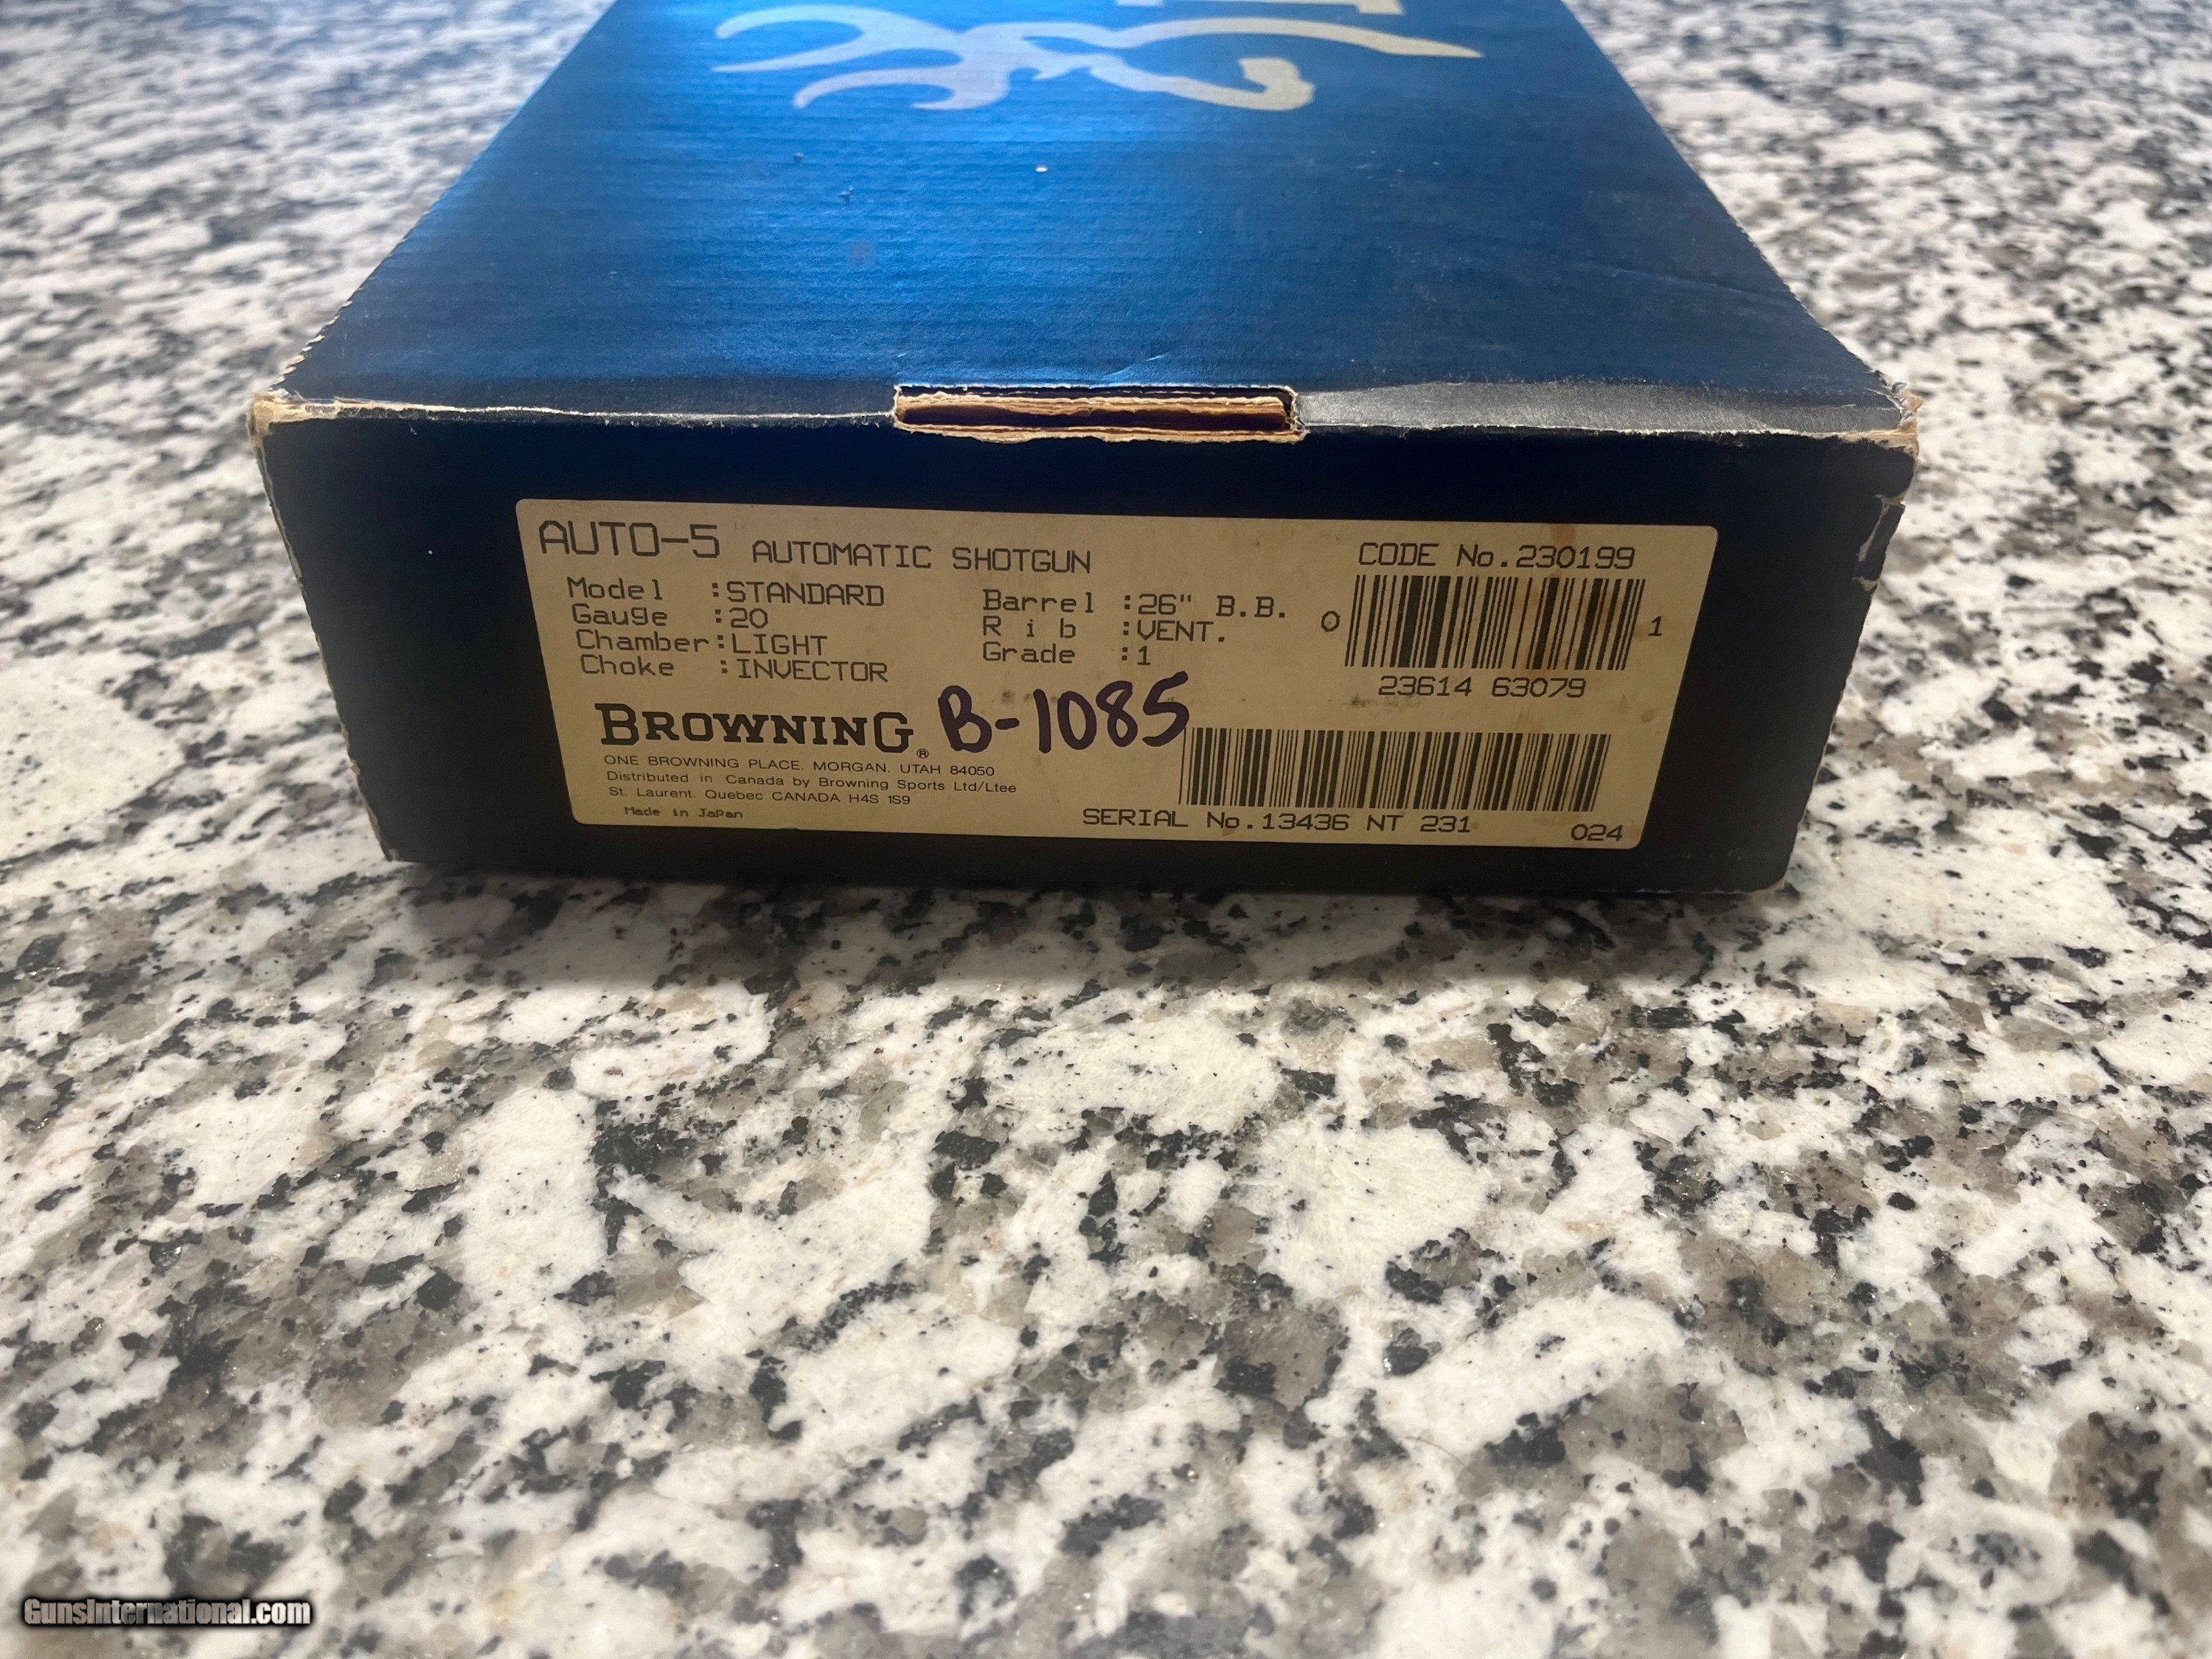 AUTO-5 AUTOMATIC SHOTGUN
CODE No.230199
Model :STANDARD
Gauge :20
Chamber:LIGHT
Choke :INVECTOR
Barrel :26" B.B.
Rib :VENT.
Grade :1
0 1
23614 63079
BROWNING® B-1085
ONE BROWNING PLACE, MORGAN, UTAH 84050
Distributed in Canada by Browning Sports Ltd/Ltee
St. Laurent, Quebec CANADA H4S 1S9
Made in Japan
SERIAL No.13436 NT 231
024
GunsInternational.com